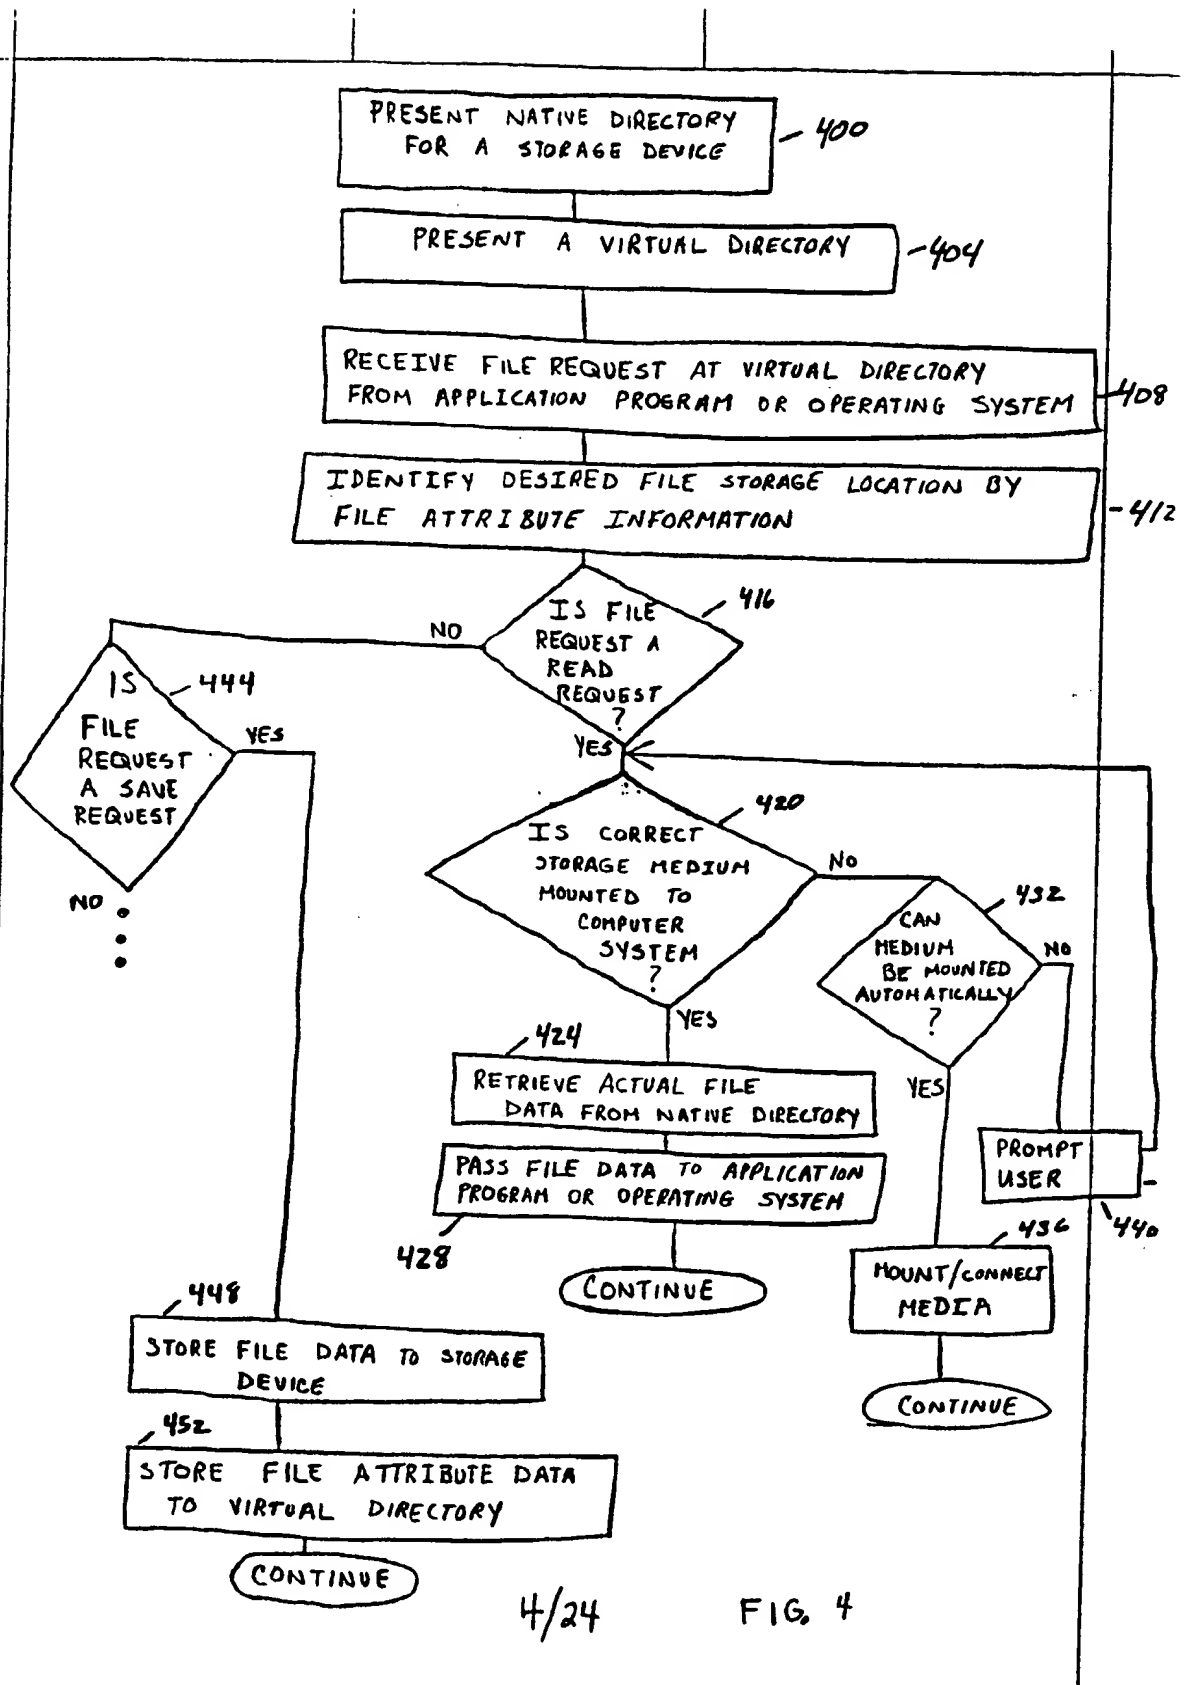 PRESENT NATIVE DIRECTORY
FOR A STORAGE DEVICE
400
PRESENT A VIRTUAL DIRECTORY
404
RECEIVE FILE REQUEST AT VIRTUAL DIRECTORY
FROM APPLICATION PROGRAM OR OPERATING SYSTEM
408
IDENTIFY DESIRED FILE STORAGE LOCATION BY
FILE ATTRIBUTE INFORMATION
412
IS FILE
REQUEST A
READ
REQUEST
?
416
NO
YES
IS
FILE
REQUEST
A SAVE
REQUEST
444
YES
NO
IS CORRECT
STORAGE MEDIUM
MOUNTED TO
COMPUTER
SYSTEM
?
420
NO
YES
CAN
MEDIUM
BE MOUNTED
AUTOMATICALLY
?
432
NO
YES
424
RETRIEVE ACTUAL FILE
DATA FROM NATIVE DIRECTORY
PASS FILE DATA TO APPLICATION
PROGRAM OR OPERATING SYSTEM
428
CONTINUE
PROMPT
USER
440
436
MOUNT/CONNECT
MEDIA
CONTINUE
448
STORE FILE DATA TO STORAGE
DEVICE
452
STORE FILE ATTRIBUTE DATA
TO VIRTUAL DIRECTORY
CONTINUE
4/24
FIG. 4